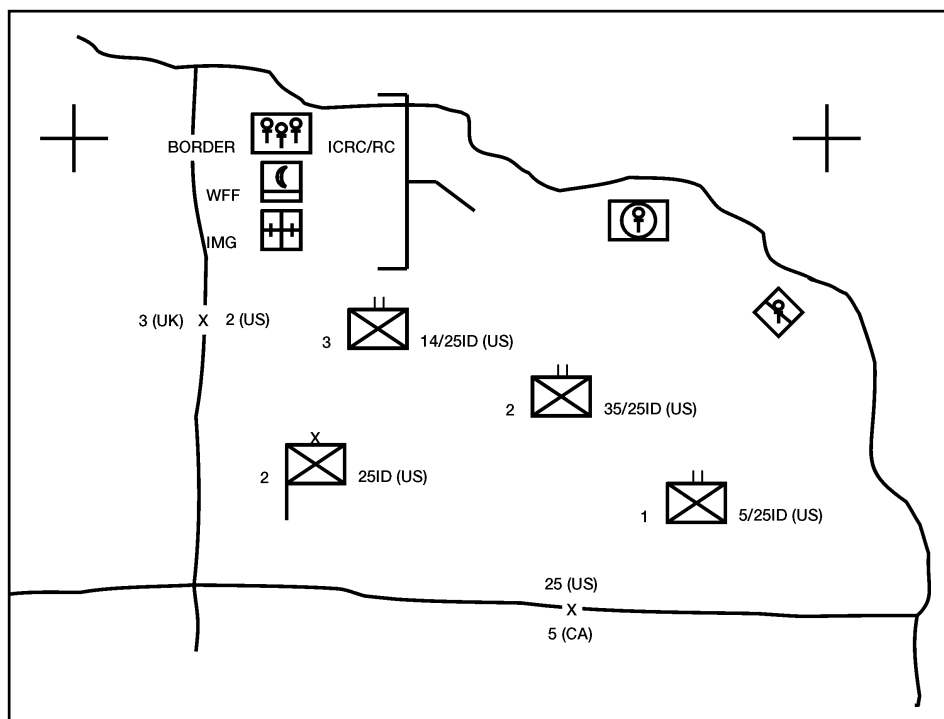 BORDER ICRC/RC
WFF
IMG
3 (UK) X 2 (US)
3 14/25ID (US)
2 35/25ID (US)
X
2 25ID (US)
1 5/25ID (US)
25 (US)
X
5 (CA)